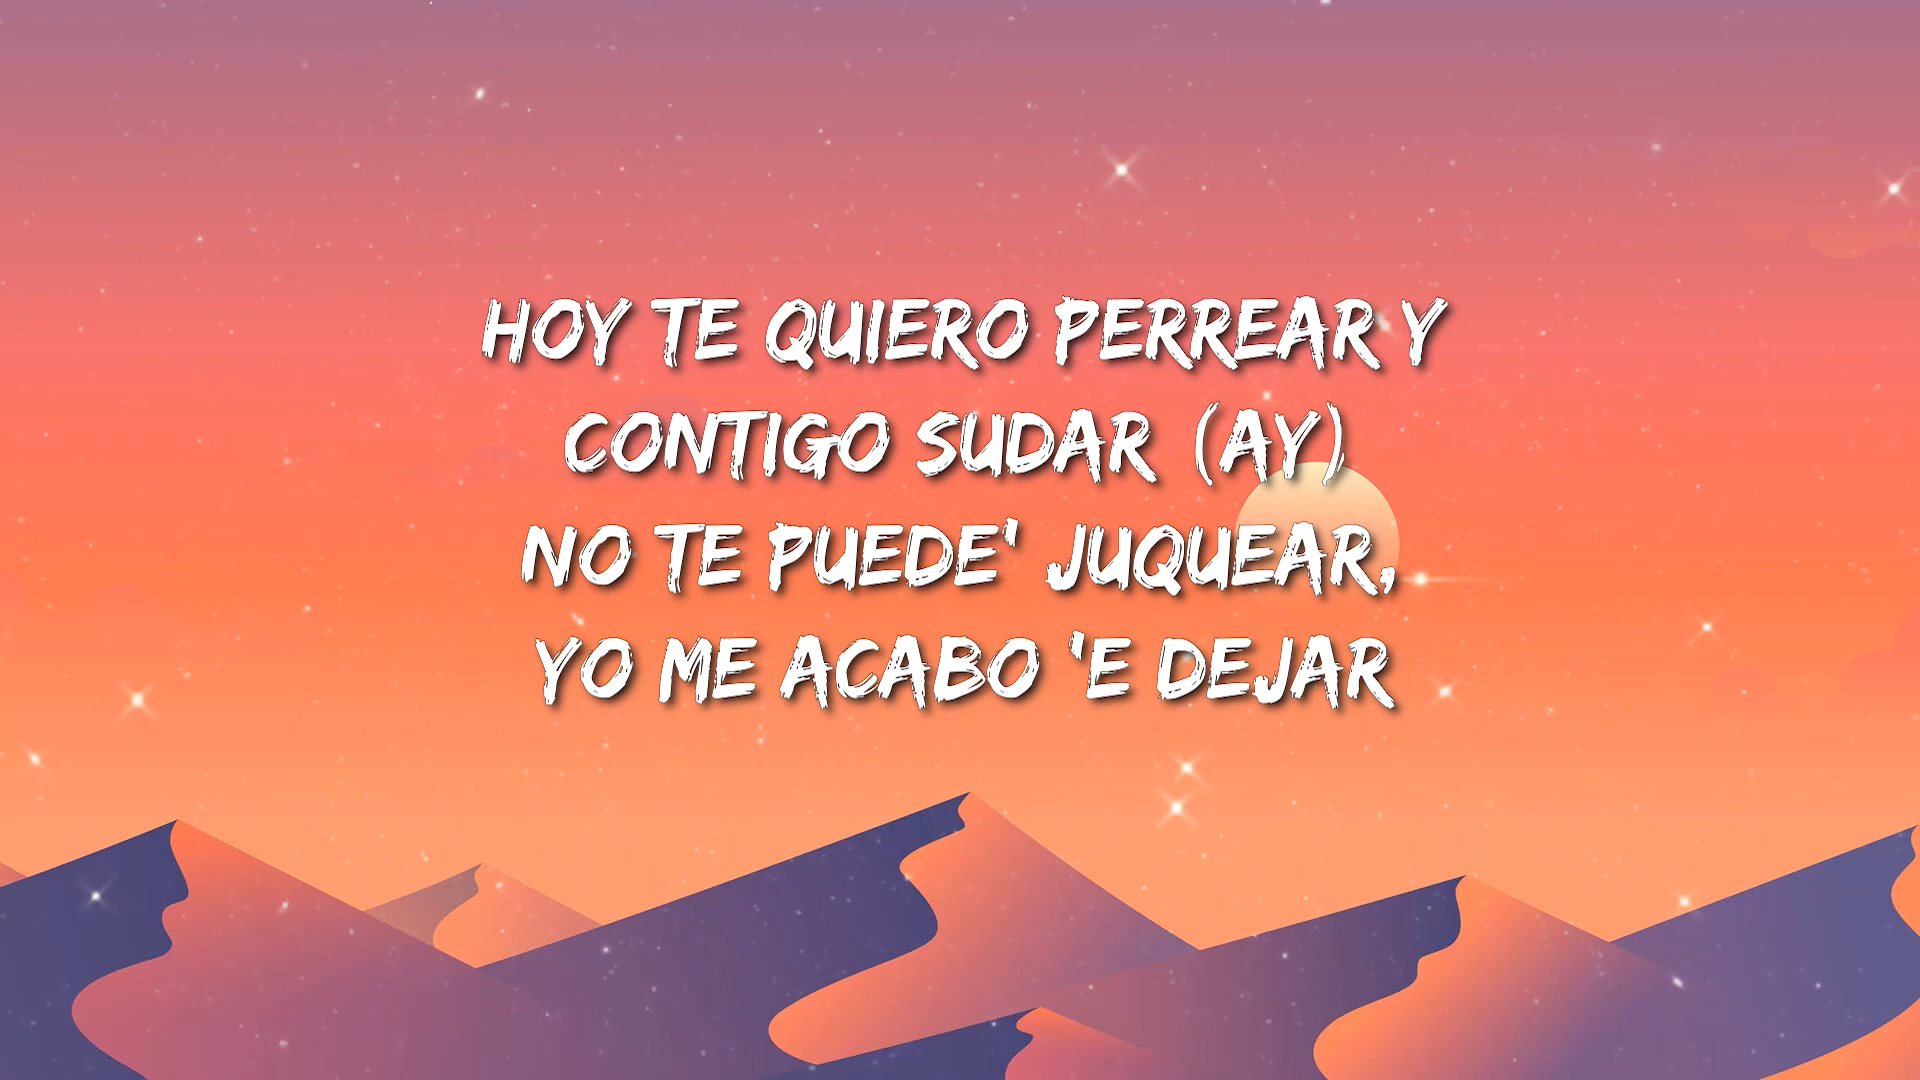 HOY TE QUIERO PERREAR Y
CONTIGO SUDAR (AY)
NO TE PUEDE' JUQUEAR,
YO ME ACABO 'E DEJAR